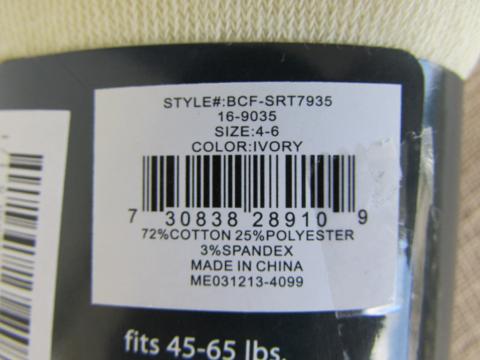 STYLE#:BCF-SRT7935
16-9035
SIZE:4-6
COLOR:IVORY
7 30838 28910 9
72%COTTON 25%POLYESTER
3%SPANDEX
MADE IN CHINA
ME031213-4099
fits 45-65 lbs.